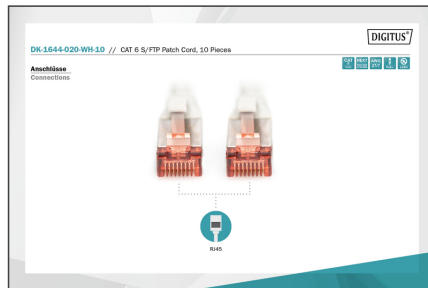 DIGITUS®
DK-1644-020-WH-10 // CAT 6 S/FTP Patch Cord, 10 Pieces
Anschlüsse
Connections
RJ45